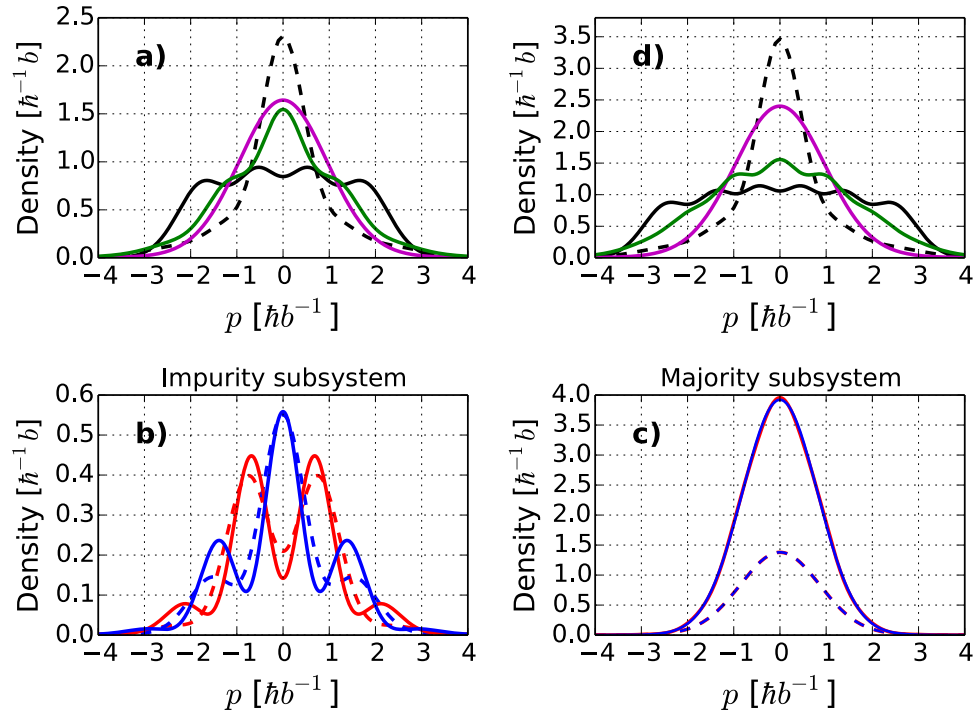 a)
Density [ℏ⁻¹ b]
2.5
2.0
1.5
1.0
0.5
0.0
−4 −3 −2 −1 0 1 2 3 4
p [ℏb⁻¹]
d)
Density [ℏ⁻¹ b]
3.5
3.0
2.5
2.0
1.5
1.0
0.5
0.0
−4 −3 −2 −1 0 1 2 3 4
p [ℏb⁻¹]
Impurity subsystem
b)
Density [ℏ⁻¹ b]
0.6
0.5
0.4
0.3
0.2
0.1
0.0
−4 −3 −2 −1 0 1 2 3 4
p [ℏb⁻¹]
Majority subsystem
c)
Density [ℏ⁻¹ b]
4.0
3.5
3.0
2.5
2.0
1.5
1.0
0.5
0.0
−4 −3 −2 −1 0 1 2 3 4
p [ℏb⁻¹]